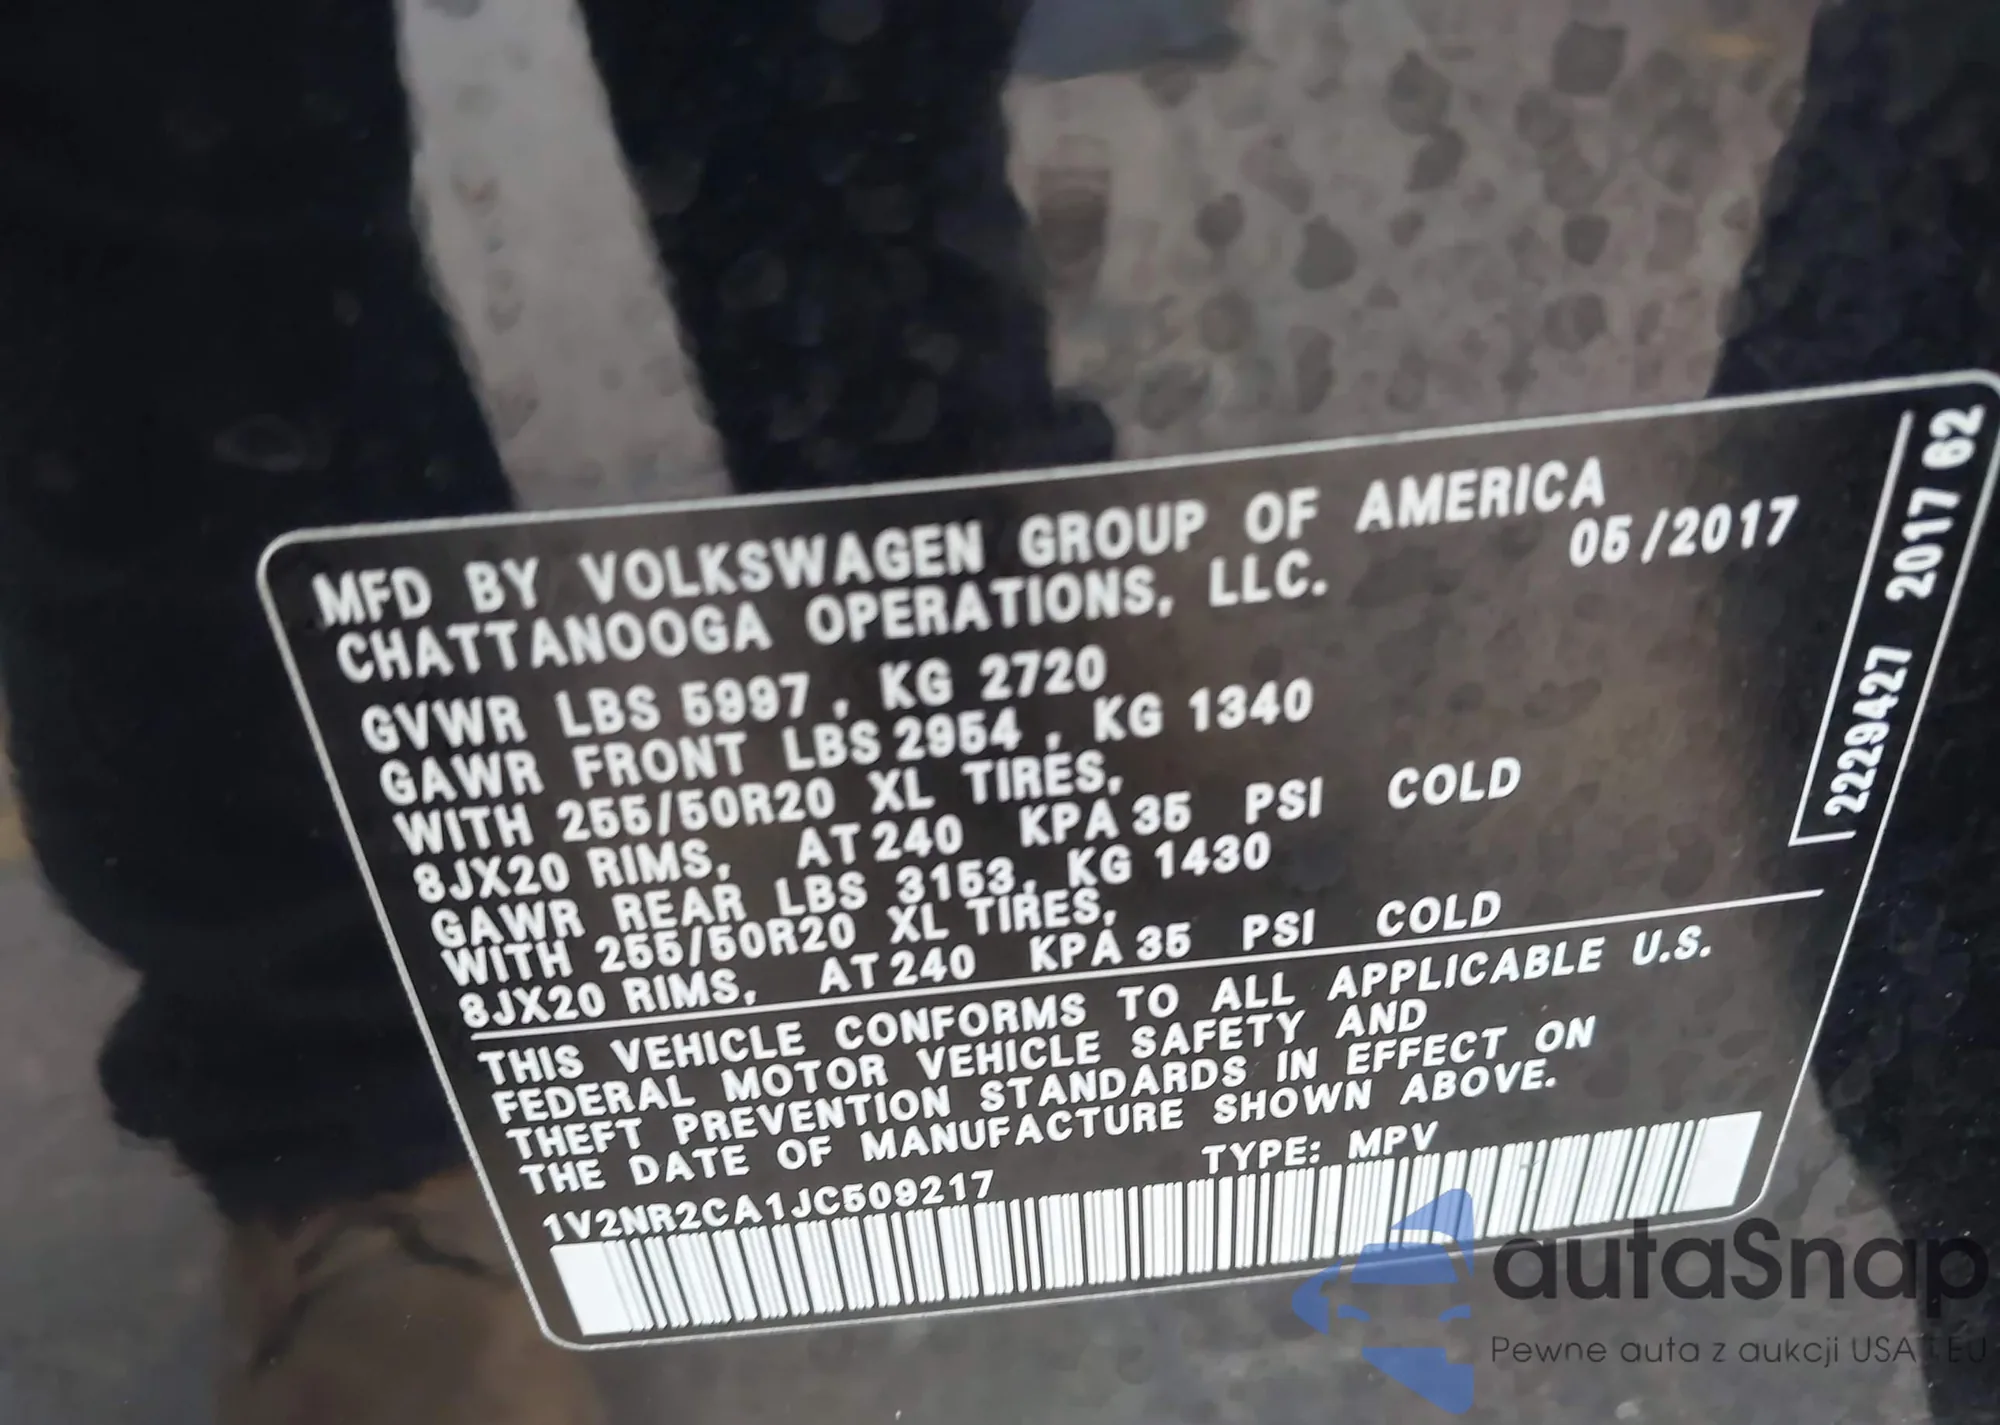 MFD BY VOLKSWAGEN GROUP OF AMERICA
CHATTANOOGA OPERATIONS, LLC. 05/2017
GVWR LBS 5997, KG 2720
GAWR FRONT LBS 2954, KG 1340
WITH 255/50R20 XL TIRES,
8JX20 RIMS, AT 240 KPA 35 PSI COLD
GAWR REAR LBS 3153, KG 1430
WITH 255/50R20 XL TIRES,
8JX20 RIMS, AT 240 KPA 35 PSI COLD
THIS VEHICLE CONFORMS TO ALL APPLICABLE U.S.
FEDERAL MOTOR VEHICLE SAFETY AND
THEFT PREVENTION STANDARDS IN EFFECT ON
THE DATE OF MANUFACTURE SHOWN ABOVE.
1V2NR2CA1JC509217 TYPE: MPV
2229427 2017 62
autaSnap
Pewne auta z aukcji USA i EU